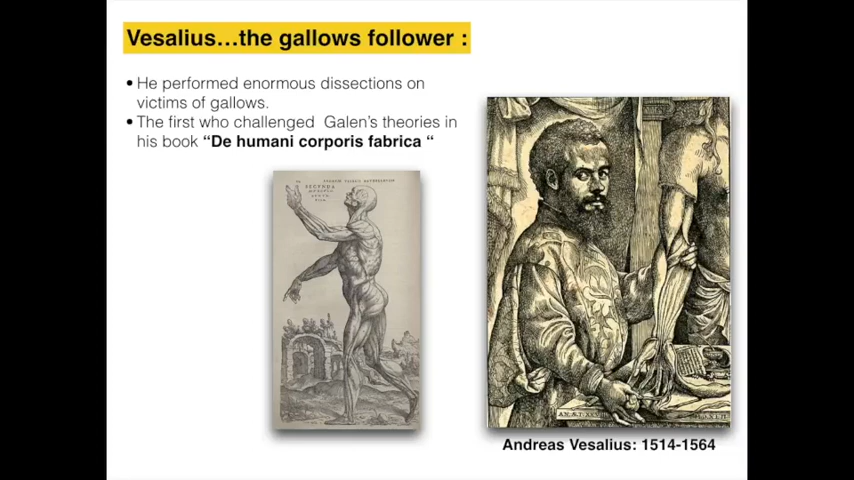 Vesalius…the gallows follower :
• He performed enormous dissections on
victims of gallows.
• The first who challenged Galen's theories in
his book “De humani corporis fabrica “
SECVNDA
Andreas Vesalius: 1514-1564